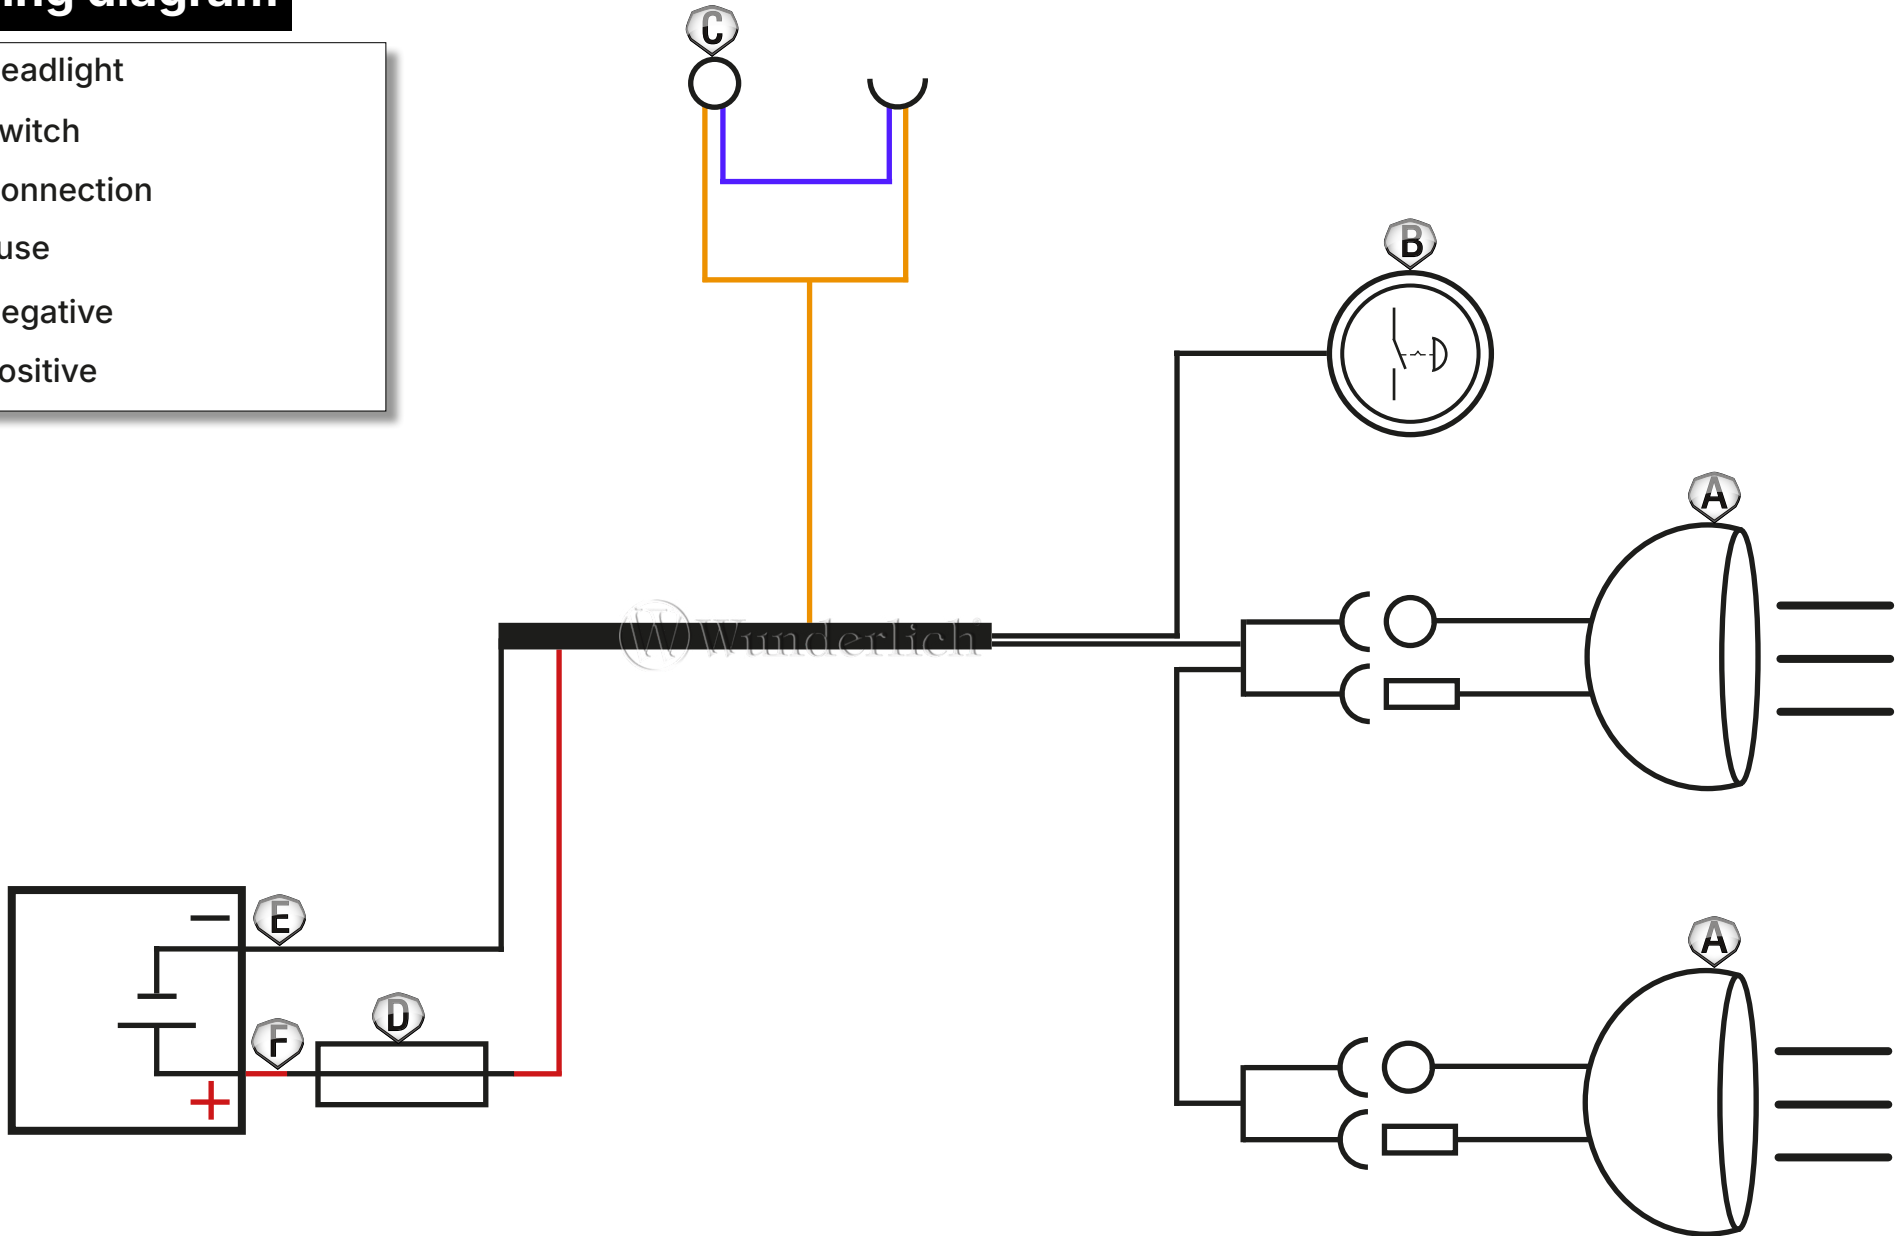 ing diagram
eadlight
witch
onnection
use
egative
ositive
C
B
A
Wunderlich
E
D
F
A